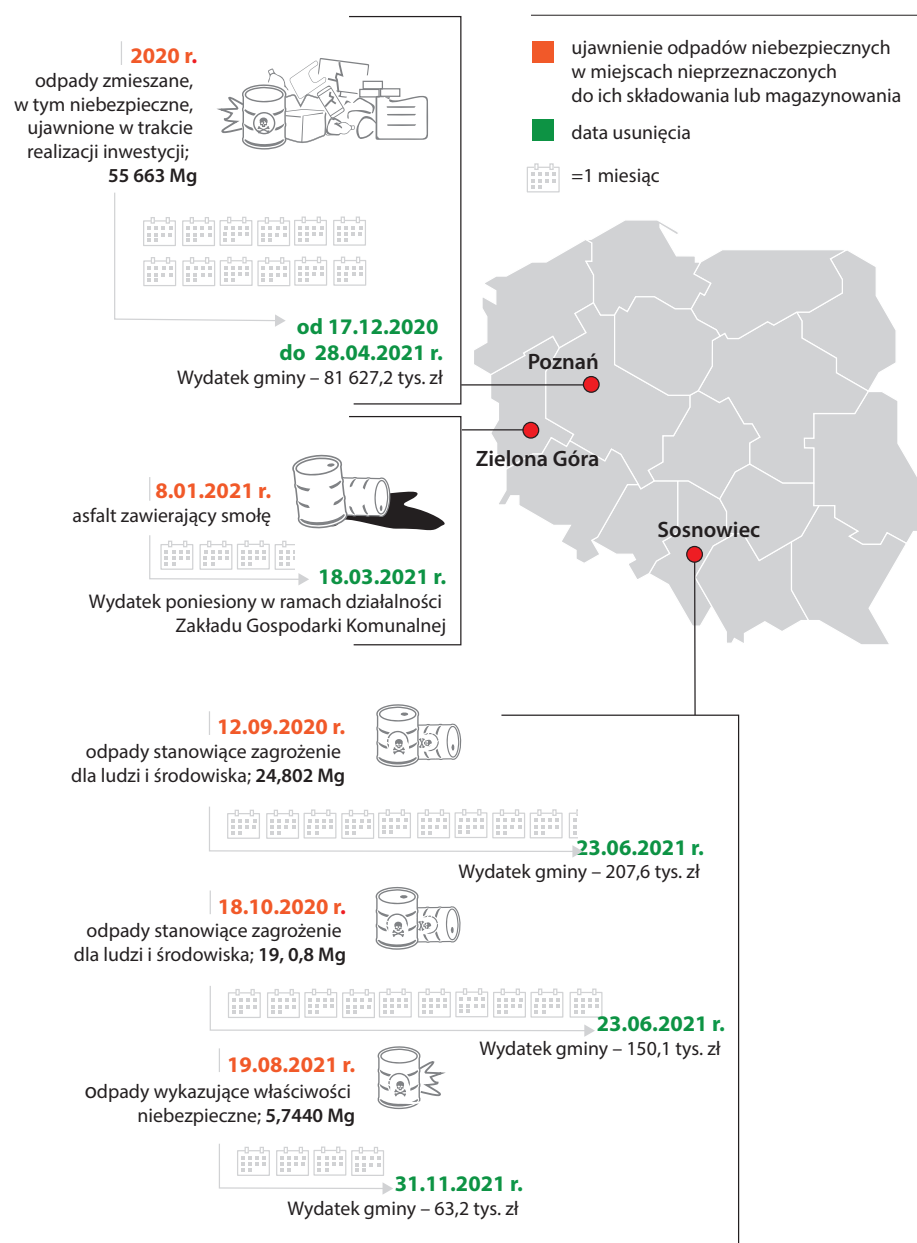 2020 r.
odpady zmieszane,
w tym niebezpieczne,
ujawnione w trakcie
realizacji inwestycji;
55 663 Mg
od 17.12.2020
do 28.04.2021 r.
Wydatek gminy – 81 627,2 tys. zł
ujawnienie odpadów niebezpiecznych
w miejscach nieprzeznaczonych
do ich składowania lub magazynowania
data usunięcia
=1 miesiąc
Poznań
Zielona Góra
Sosnowiec
8.01.2021 r.
asfalt zawierający smołę
18.03.2021 r.
Wydatek poniesiony w ramach działalności
Zakładu Gospodarki Komunalnej
12.09.2020 r.
odpady stanowiące zagrożenie
dla ludzi i środowiska; 24,802 Mg
23.06.2021 r.
Wydatek gminy – 207,6 tys. zł
18.10.2020 r.
odpady stanowiące zagrożenie
dla ludzi i środowiska; 19, 0,8 Mg
23.06.2021 r.
Wydatek gminy – 150,1 tys. zł
19.08.2021 r.
odpady wykazujące właściwości
niebezpieczne; 5,7440 Mg
31.11.2021 r.
Wydatek gminy – 63,2 tys. zł